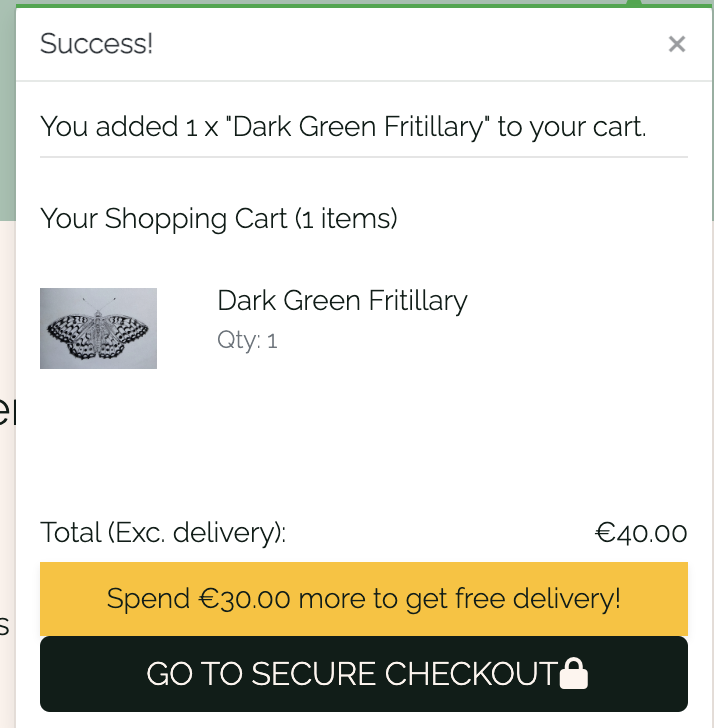 Success!
×
You added 1 x "Dark Green Fritillary" to your cart.
Your Shopping Cart (1 items)
Dark Green Fritillary
Qty: 1
Total (Exc. delivery): €40.00
Spend €30.00 more to get free delivery!
GO TO SECURE CHECKOUT